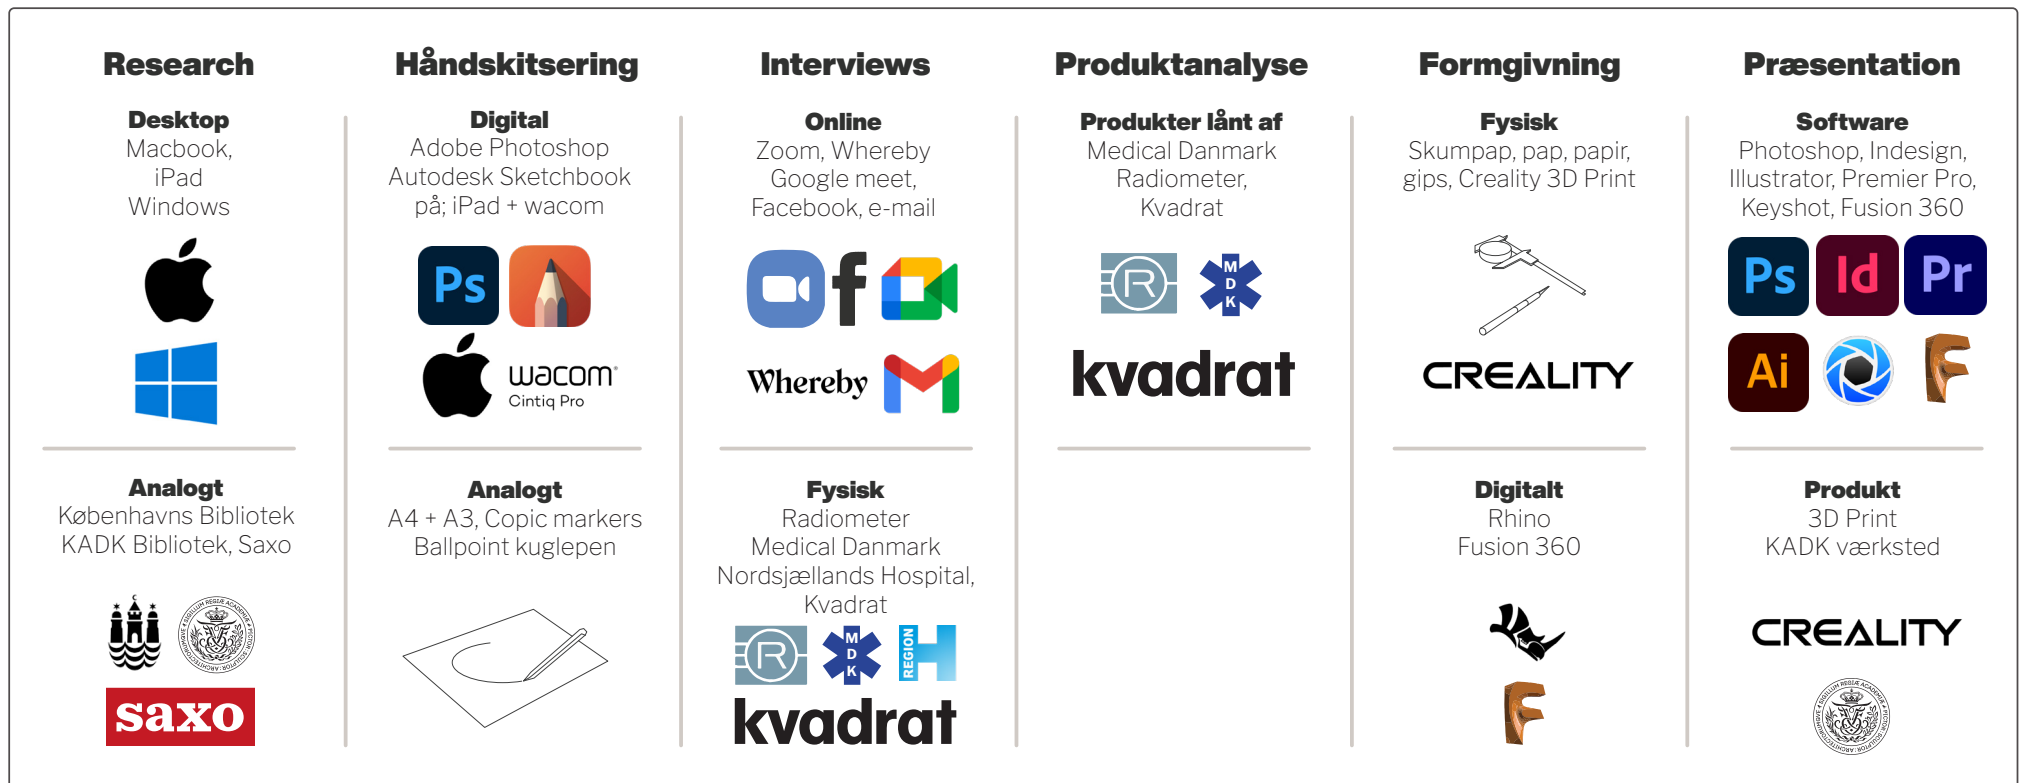 Research
Desktop
Macbook,
iPad
Windows
Analogt
Københavns Bibliotek
KADK Bibliotek, Saxo
saxo
Håndskitsering
Digital
Adobe Photoshop
Autodesk Sketchbook
på; iPad + wacom
Ps
wacom
Cintiq Pro
Analogt
A4 + A3, Copic markers
Ballpoint kuglepen
Interviews
Online
Zoom, Whereby
Google meet,
Facebook, e-mail
f
Whereby
Fysisk
Radiometer
Medical Danmark
Nordsjællands Hospital,
Kvadrat
R
MDK
REGION H
kvadrat
Produktanalyse
Produkter lånt af
Medical Danmark
Radiometer,
Kvadrat
R
MDK
kvadrat
Formgivning
Fysisk
Skumpap, pap, papir,
gips, Creality 3D Print
CREALITY
Digitalt
Rhino
Fusion 360
F
Præsentation
Software
Photoshop, Indesign,
Illustrator, Premier Pro,
Keyshot, Fusion 360
Ps Id Pr
Ai F
Produkt
3D Print
KADK værksted
CREALITY